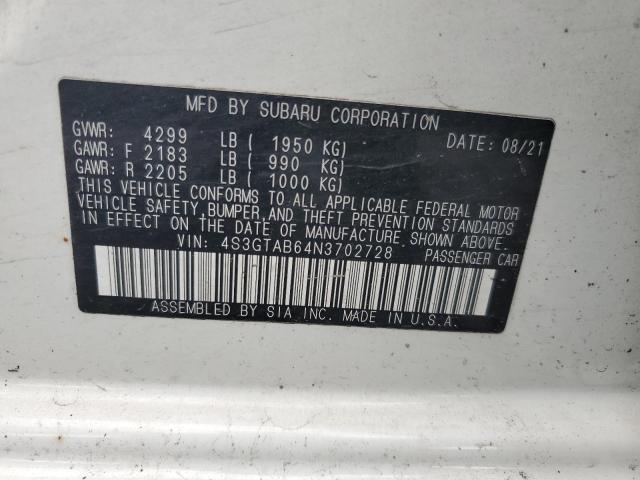 MFD BY SUBARU CORPORATION
GVWR: 4299 LB ( 1950 KG) DATE: 08/21
GAWR: F 2183 LB ( 990 KG)
GAWR: R 2205 LB ( 1000 KG)
THIS VEHICLE CONFORMS TO ALL APPLICABLE FEDERAL MOTOR
VEHICLE SAFETY, BUMPER, AND THEFT PREVENTION STANDARDS
IN EFFECT ON THE DATE OF MANUFACTURE SHOWN ABOVE.
VIN: 4S3GTAB64N3702728 PASSENGER CAR
ASSEMBLED BY SIA INC. MADE IN U.S.A.